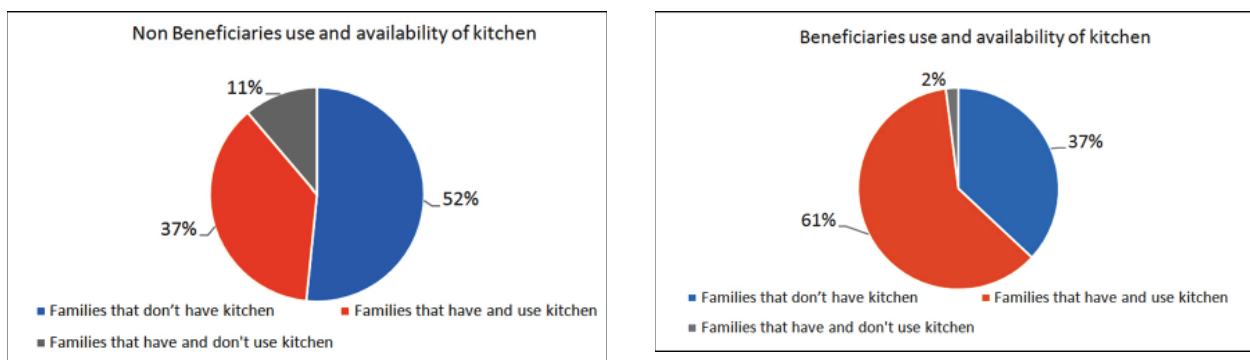 Non Beneficiaries use and availability of kitchen
11%
52%
37%
Families that don't have kitchen
Families that have and use kitchen
Families that have and don't use kitchen
Beneficiaries use and availability of kitchen
2%
37%
61%
Families that don't have kitchen
Families that have and use kitchen
Families that have and don't use kitchen